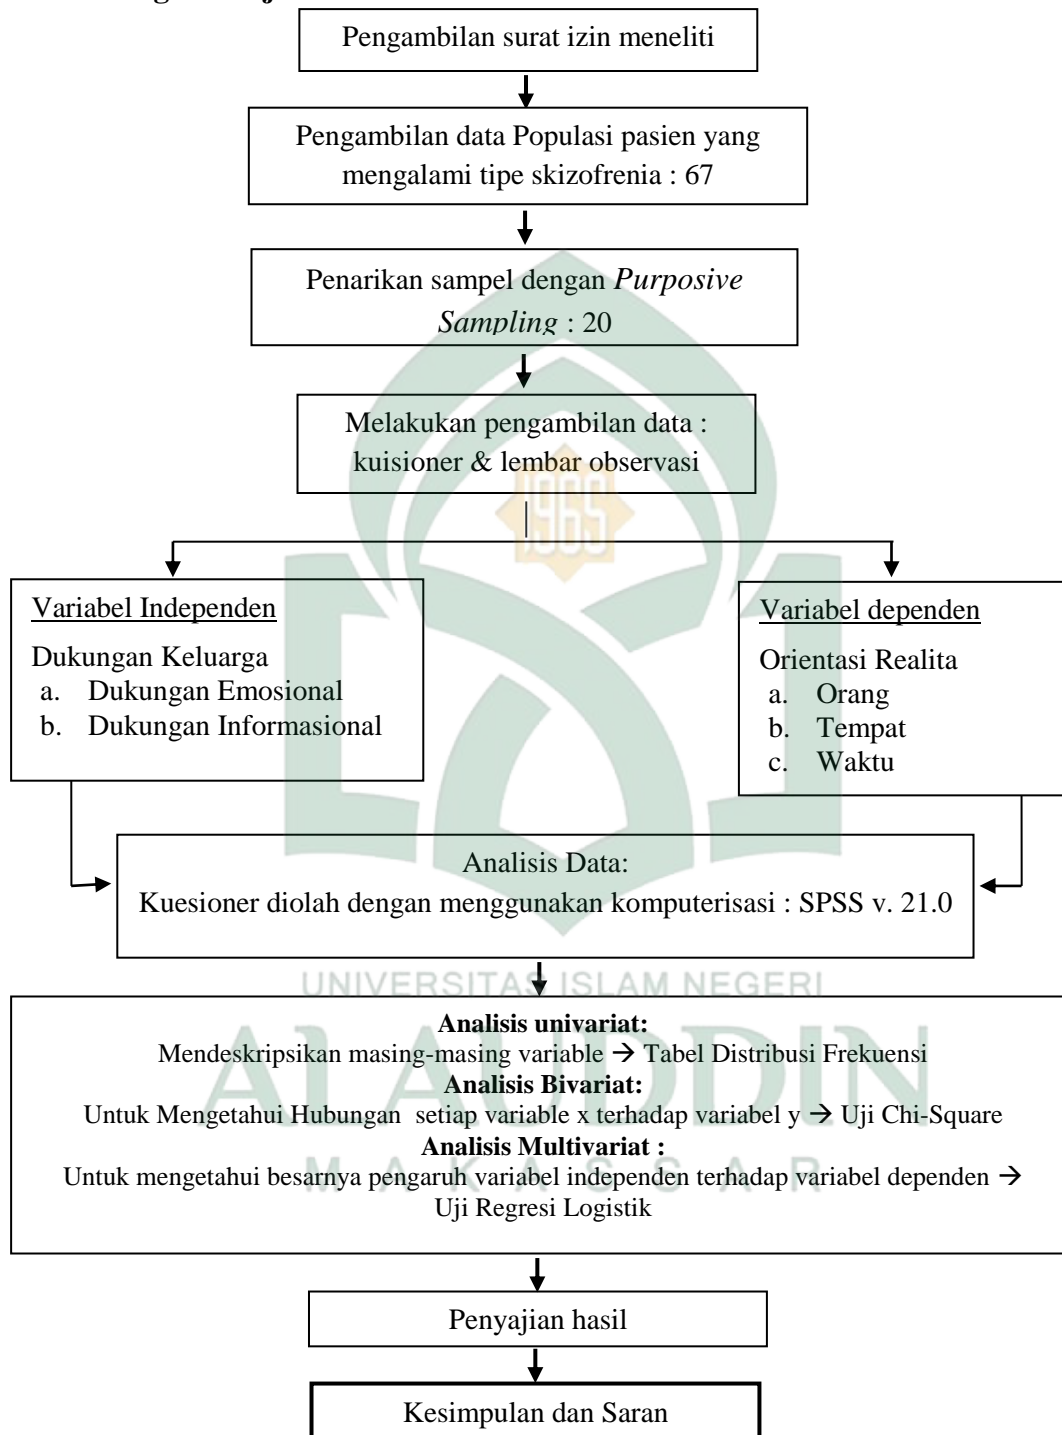 Pengambilan surat izin meneliti
Pengambilan data Populasi pasien yang
mengalami tipe skizofrenia : 67
Penarikan sampel dengan Purposive
Sampling : 20
Melakukan pengambilan data :
kuisioner & lembar observasi
1965
Variabel Independen
Dukungan Keluarga
a. Dukungan Emosional
b. Dukungan Informasional
Variabel dependen
Orientasi Realita
a. Orang
b. Tempat
c. Waktu
Analisis Data:
Kuesioner diolah dengan menggunakan komputerisasi : SPSS v. 21.0
UNIVERSITAS ISLAM NEGERI
ALAUDDIN
MAKASSAR
Analisis univariat:
Mendeskripsikan masing-masing variable → Tabel Distribusi Frekuensi
Analisis Bivariat:
Untuk Mengetahui Hubungan setiap variable x terhadap variabel y → Uji Chi-Square
Analisis Multivariat :
Untuk mengetahui besarnya pengaruh variabel independen terhadap variabel dependen →
Uji Regresi Logistik
Penyajian hasil
Kesimpulan dan Saran